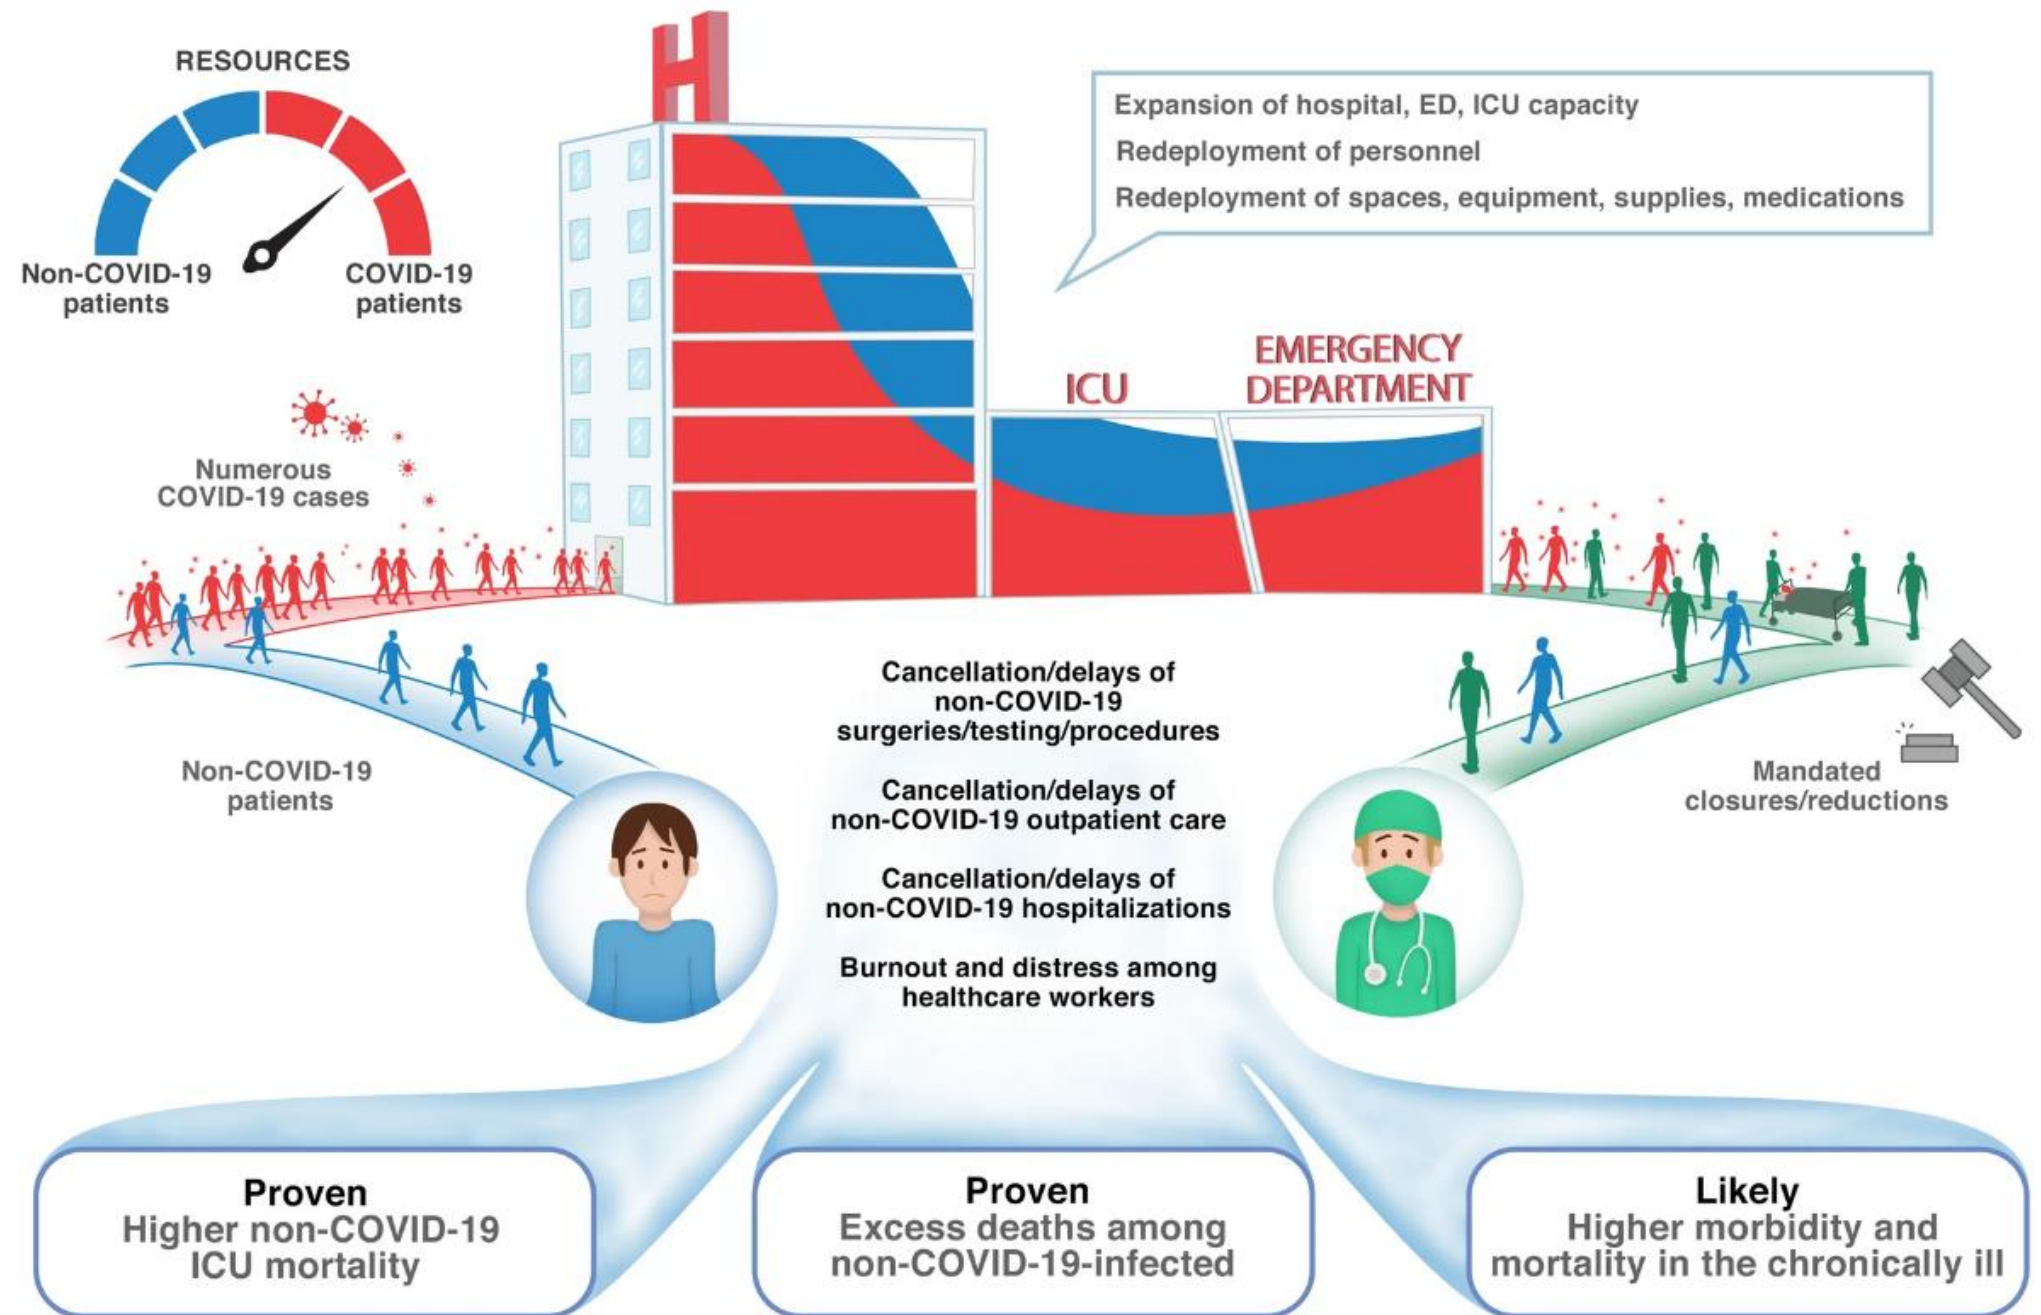 RESOURCES
Non-COVID-19
patients
COVID-19
patients
H
Expansion of hospital, ED, ICU capacity
Redeployment of personnel
Redeployment of spaces, equipment, supplies, medications
ICU
EMERGENCY
DEPARTMENT
Numerous
COVID-19 cases
Non-COVID-19
patients
Cancellation/delays of
non-COVID-19
surgeries/testing/procedures
Cancellation/delays of
non-COVID-19 outpatient care
Cancellation/delays of
non-COVID-19 hospitalizations
Burnout and distress among
healthcare workers
Mandated
closures/reductions
Proven
Higher non-COVID-19
ICU mortality
Proven
Excess deaths among
non-COVID-19-infected
Likely
Higher morbidity and
mortality in the chronically ill